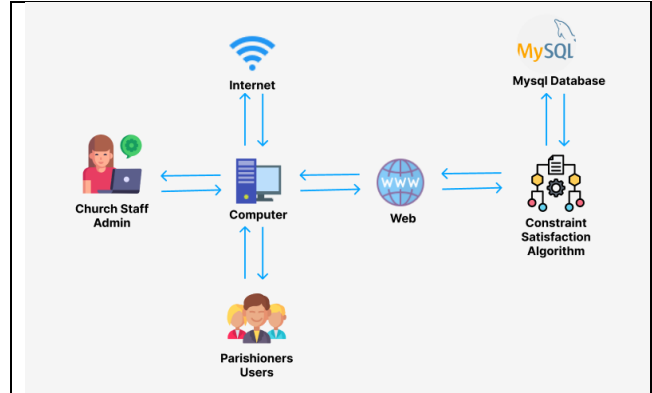 MySQL
Internet
Mysql Database
WWW
Church Staff
Admin
Computer
Web
Constraint
Satisfaction
Algorithm
Parishioners
Users